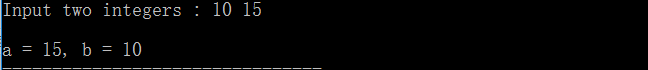 Input two integers : 10 15
a = 15, b = 10
--------------------------------